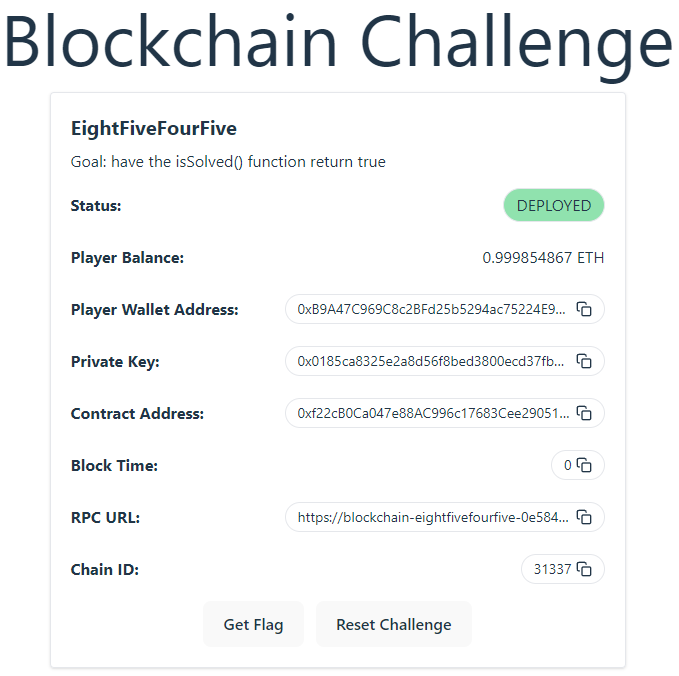 Blockchain Challenge
EightFiveFourFive
Goal: have the isSolved() function return true
Status: DEPLOYED
Player Balance: 0.999854867 ETH
Player Wallet Address: 0xB9A47C969C8c2BFd25b5294ac75224E9...
Private Key: 0x0185ca8325e2a8d56f8bed3800ecd37fb...
Contract Address: 0xf22cB0Ca047e88AC996c17683Cee29051...
Block Time: 0
RPC URL: https://blockchain-eightfivefourfive-0e584...
Chain ID: 31337
Get Flag Reset Challenge